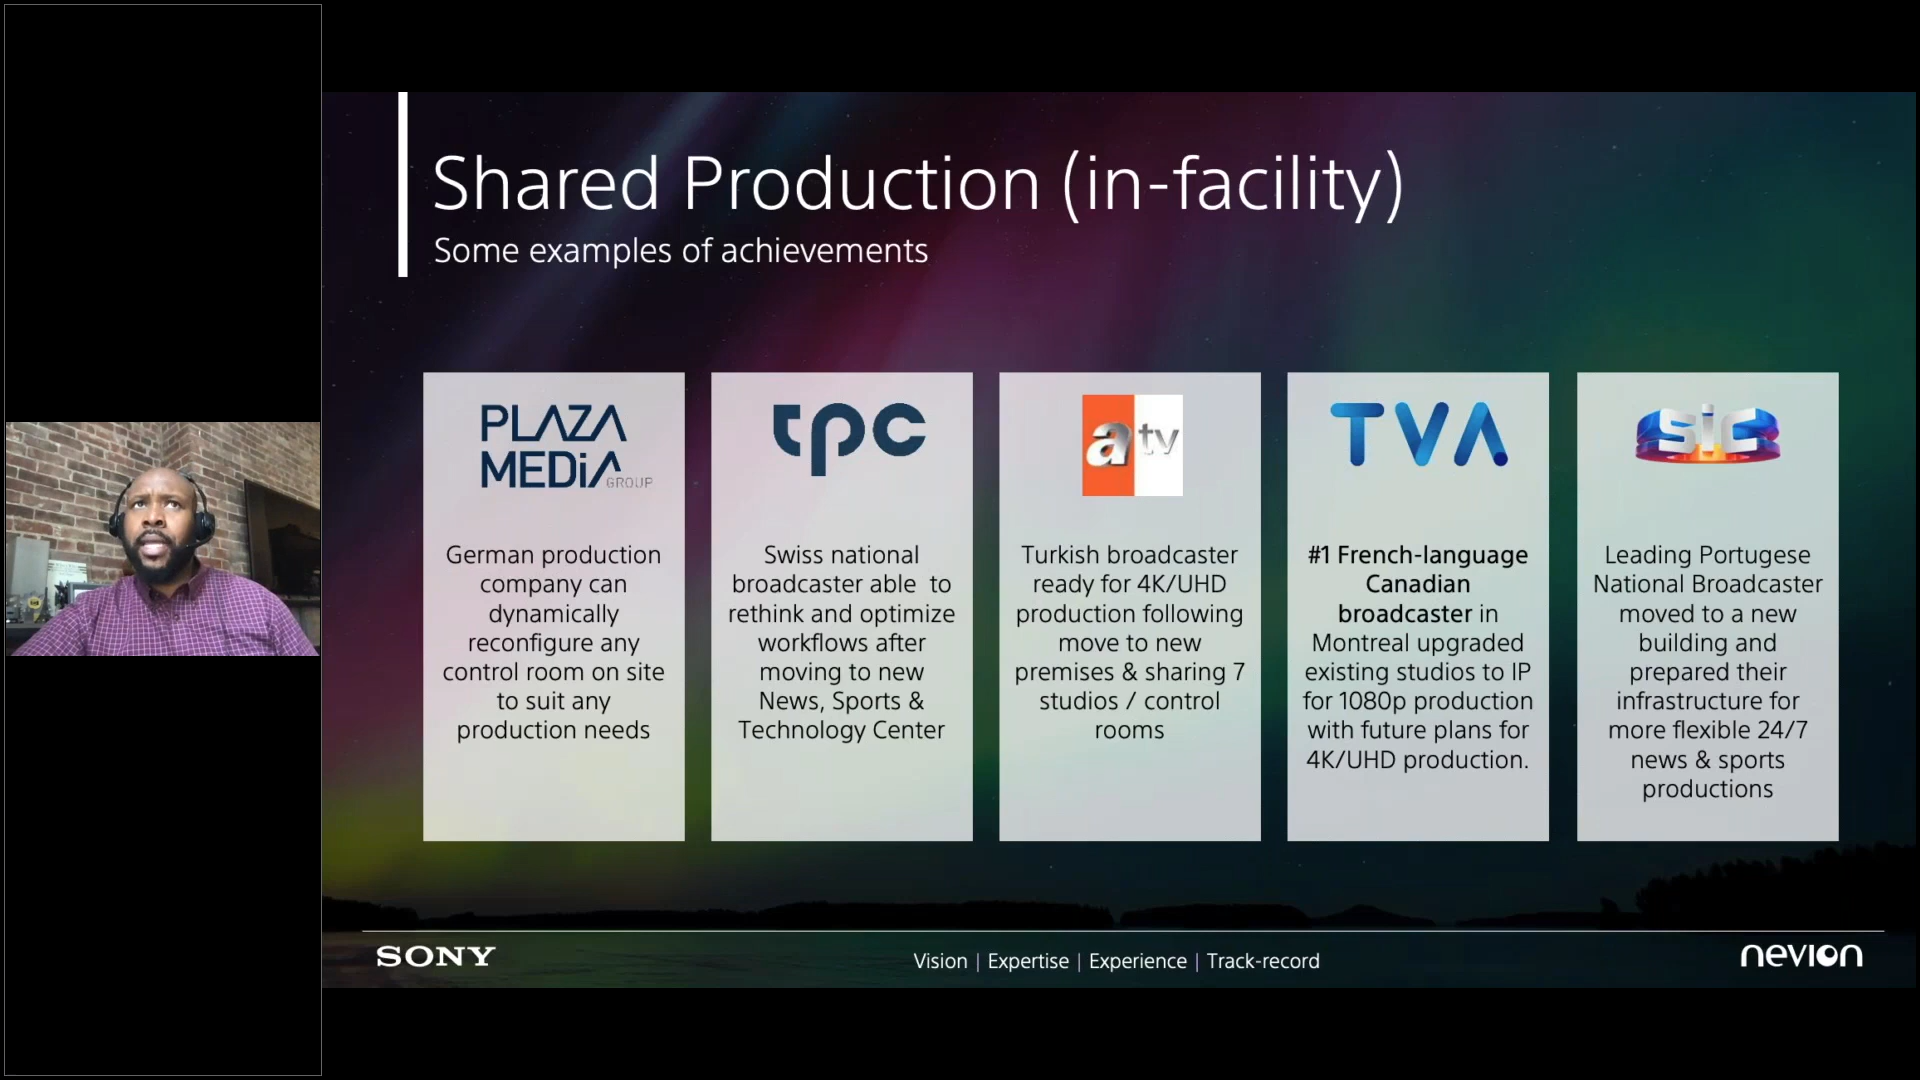 Shared Production (in-facility)
Some examples of achievements
PLAZA
MEDiA GROUP
German production
company can
dynamically
reconfigure any
control room on site
to suit any
production needs
tpc
Swiss national
broadcaster able  to
rethink and optimize
workflows after
moving to new
News, Sports &
Technology Center
atv
Turkish broadcaster
ready for 4K/UHD
production following
move to new
premises & sharing 7
studios / control
rooms
TVA
#1 French-language
Canadian
broadcaster in
Montreal upgraded
existing studios to IP
for 1080p production
with future plans for
4K/UHD production.
SiC
Leading Portugese
National Broadcaster
moved to a new
building and
prepared their
infrastructure for
more flexible 24/7
news & sports
productions
SONY
Vision | Expertise | Experience | Track-record
nevion